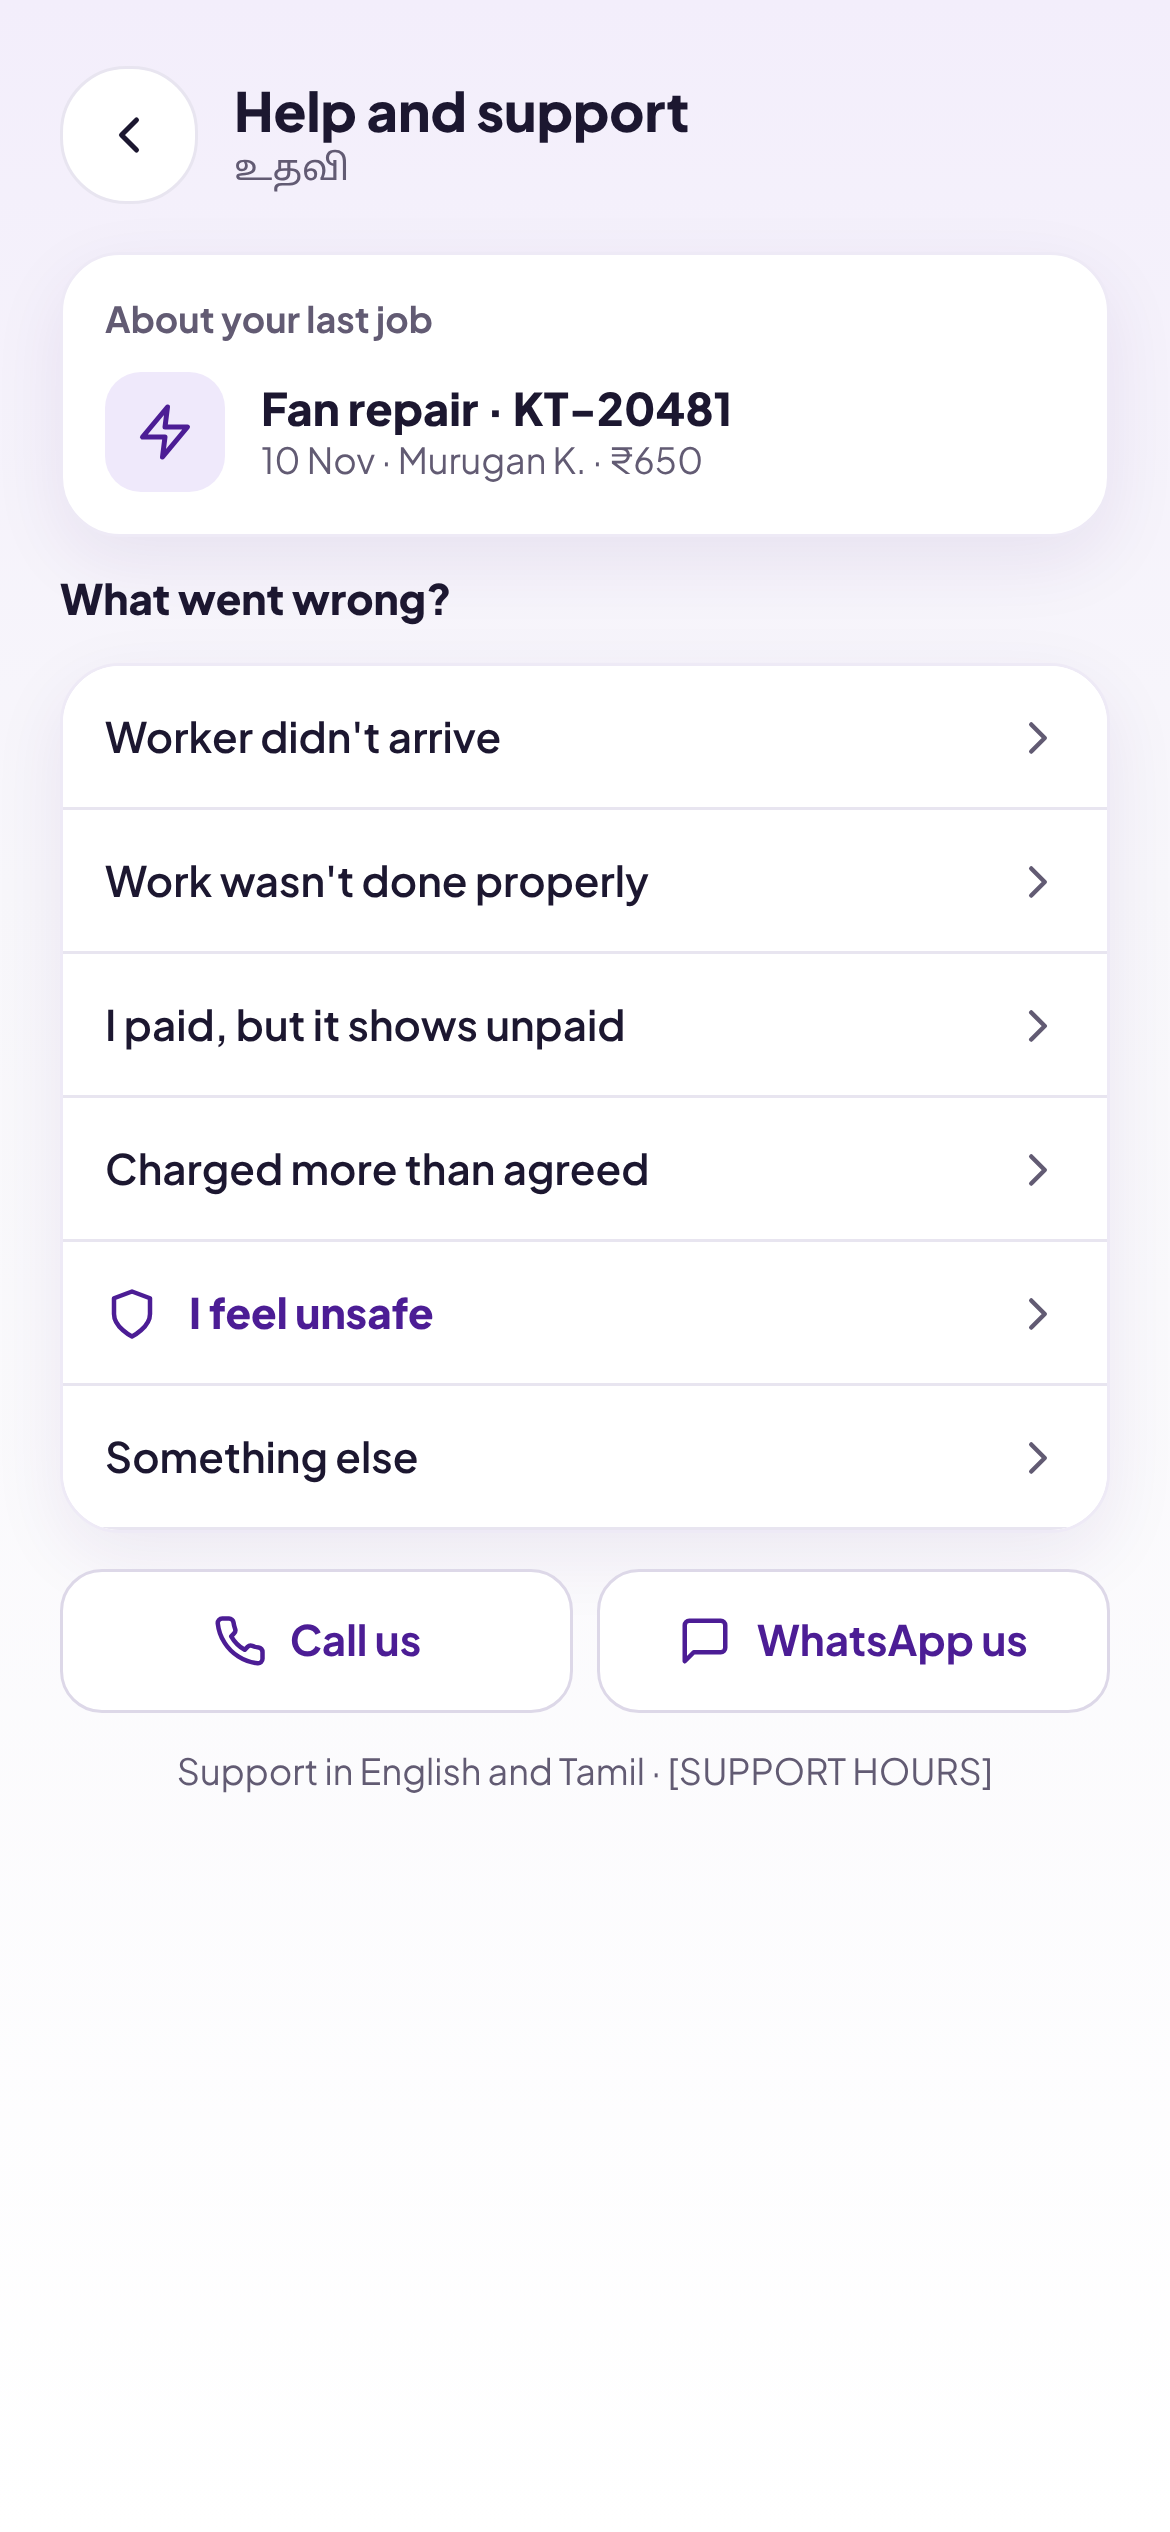 Help and support
உதவி
About your last job
Fan repair · KT-20481
10 Nov · Murugan K. · ₹650
What went wrong?
Worker didn't arrive
Work wasn't done properly
I paid, but it shows unpaid
Charged more than agreed
I feel unsafe
Something else
Call us
WhatsApp us
Support in English and Tamil · [SUPPORT HOURS]